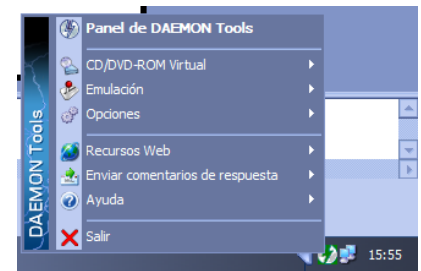 Panel de DAEMON Tools
CD/DVD-ROM Virtual
Emulación
Opciones
Recursos Web
Enviar comentarios de respuesta
Ayuda
Salir
DAEMON Tools
15:55